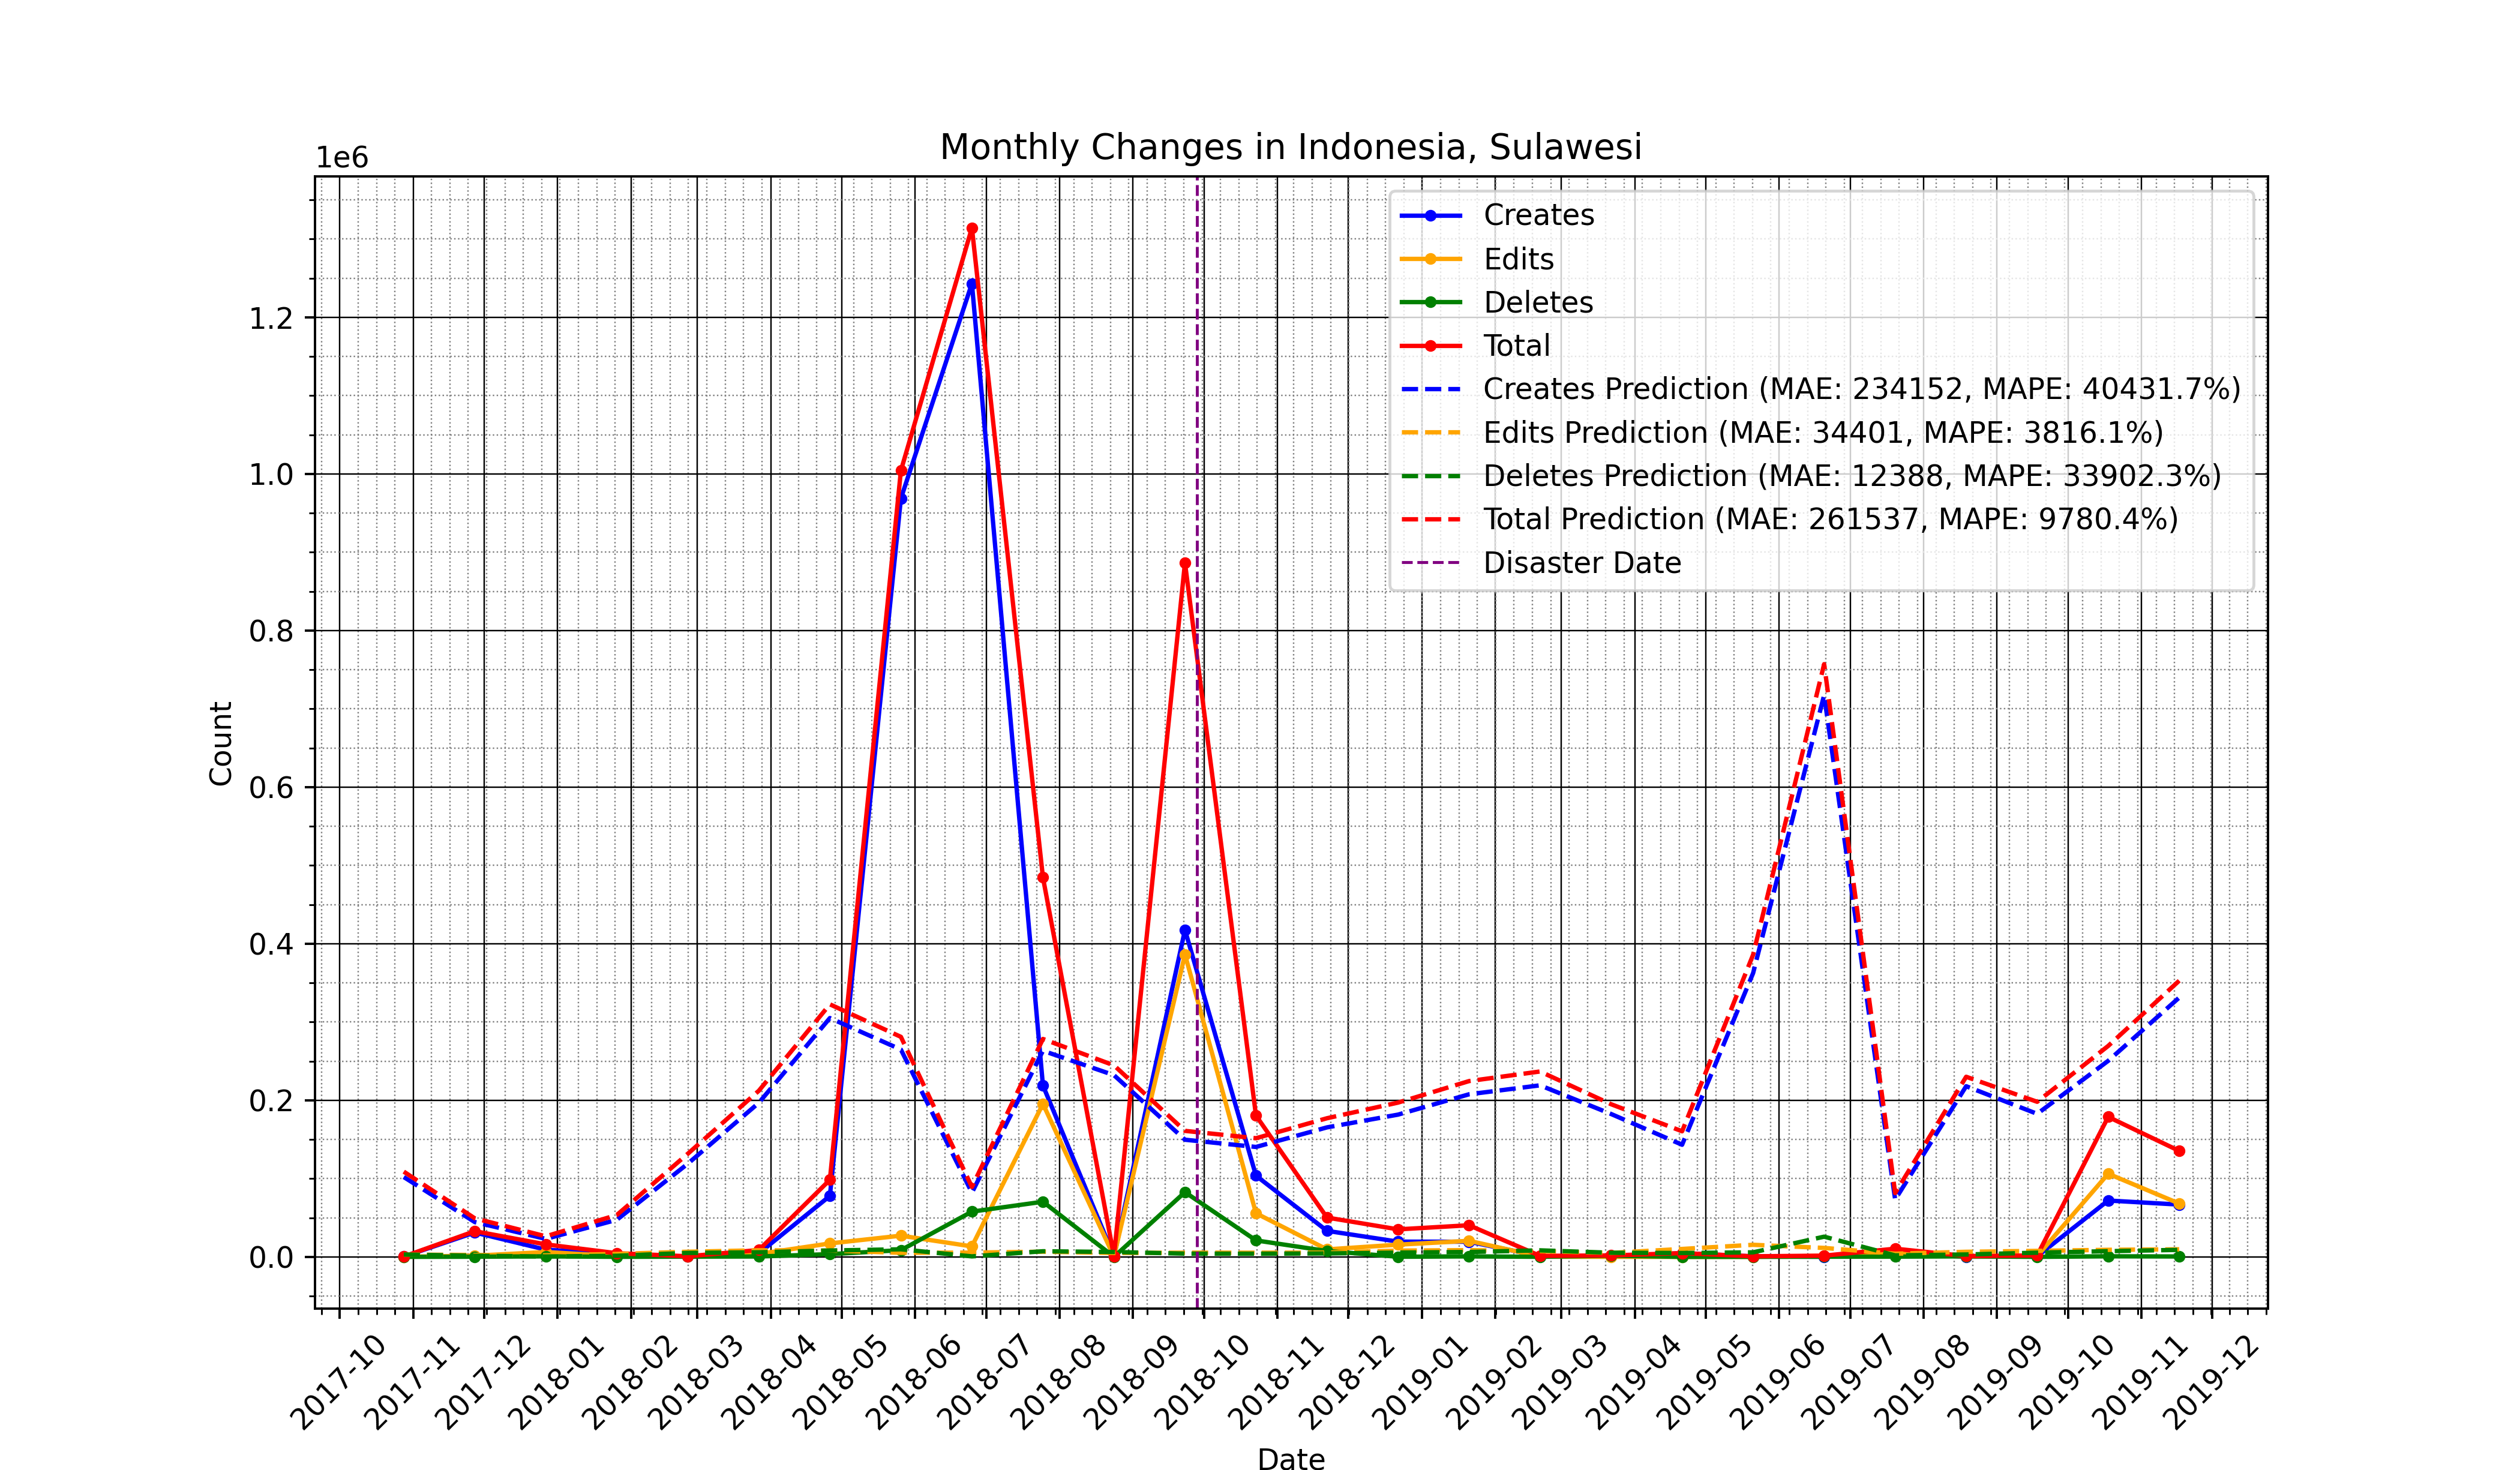 Monthly Changes in Indonesia, Sulawesi
1e6
Creates
Edits
Deletes
Total
Creates Prediction (MAE: 234152, MAPE: 40431.7%)
Edits Prediction (MAE: 34401, MAPE: 3816.1%)
Deletes Prediction (MAE: 12388, MAPE: 33902.3%)
Total Prediction (MAE: 261537, MAPE: 9780.4%)
Disaster Date
Count
1.2
1.0
0.8
0.6
0.4
0.2
0.0
2017-10
2017-11
2017-12
2018-01
2018-02
2018-03
2018-04
2018-05
2018-06
2018-07
2018-08
2018-09
2018-10
2018-11
2018-12
2019-01
2019-02
2019-03
2019-04
2019-05
2019-06
2019-07
2019-08
2019-09
2019-10
2019-11
2019-12
Date